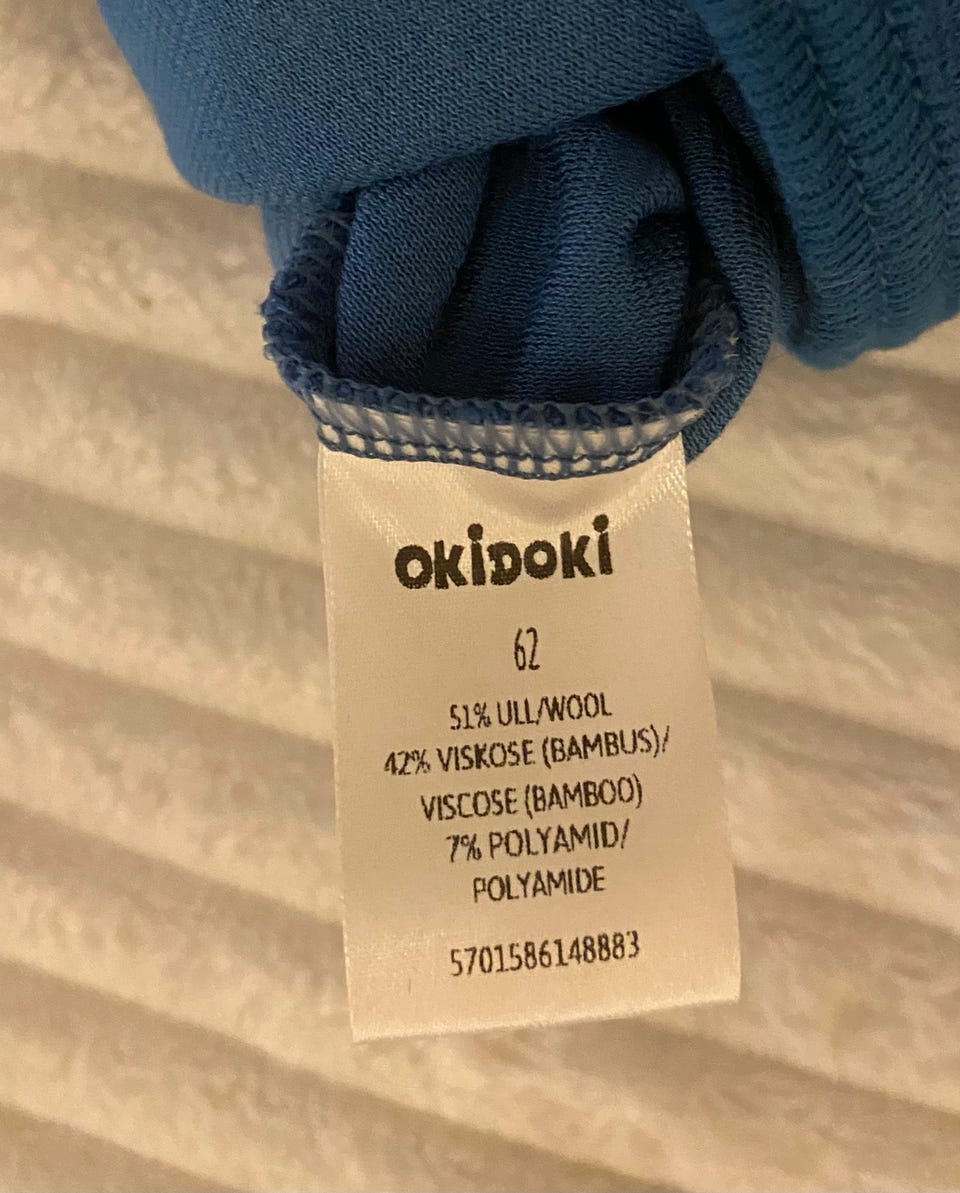 OKIDOKI
62
51% ULL/WOOL
42% VISKOSE (BAMBUS)/
VISCOSE (BAMBOO)
7% POLYAMID/
POLYAMIDE
5701586148883